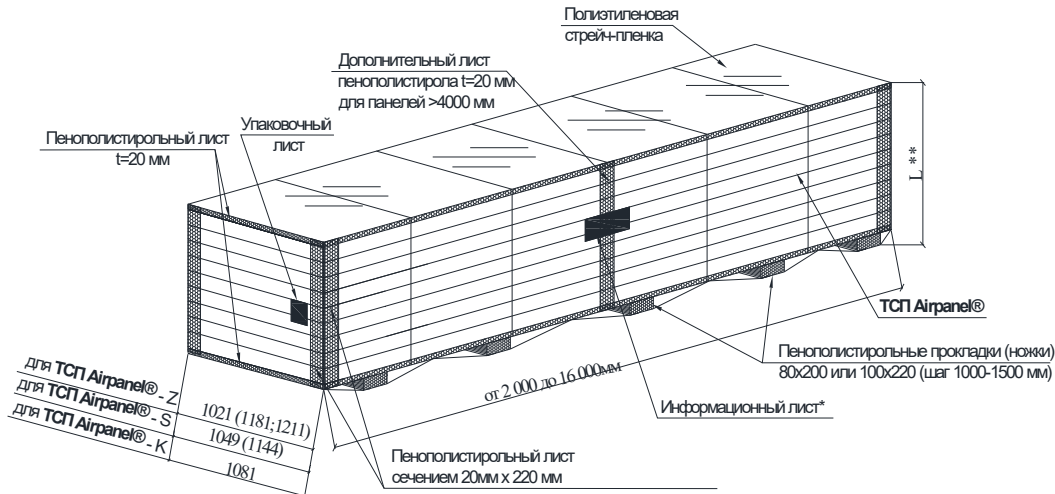 Полиэтиленовая
стрейч-пленка
Дополнительный лист
пенополистирола t=20 мм
для панелей >4000 мм
Упаковочный
лист
Пенополистирольный лист
t=20 мм
L **
ТСП Airpanel®
Пенополистирольные прокладки (ножки)
80х200 или 100х220 (шаг 1000-1500 мм)
от 2 000 до 16 000мм
Информационный лист*
для ТСП Airpanel® - Z
1021 (1181;1211)
для ТСП Airpanel® - S
1049 (1144)
для ТСП Airpanel® - K
1081
Пенополистирольный лист
сечением 20мм х 220 мм